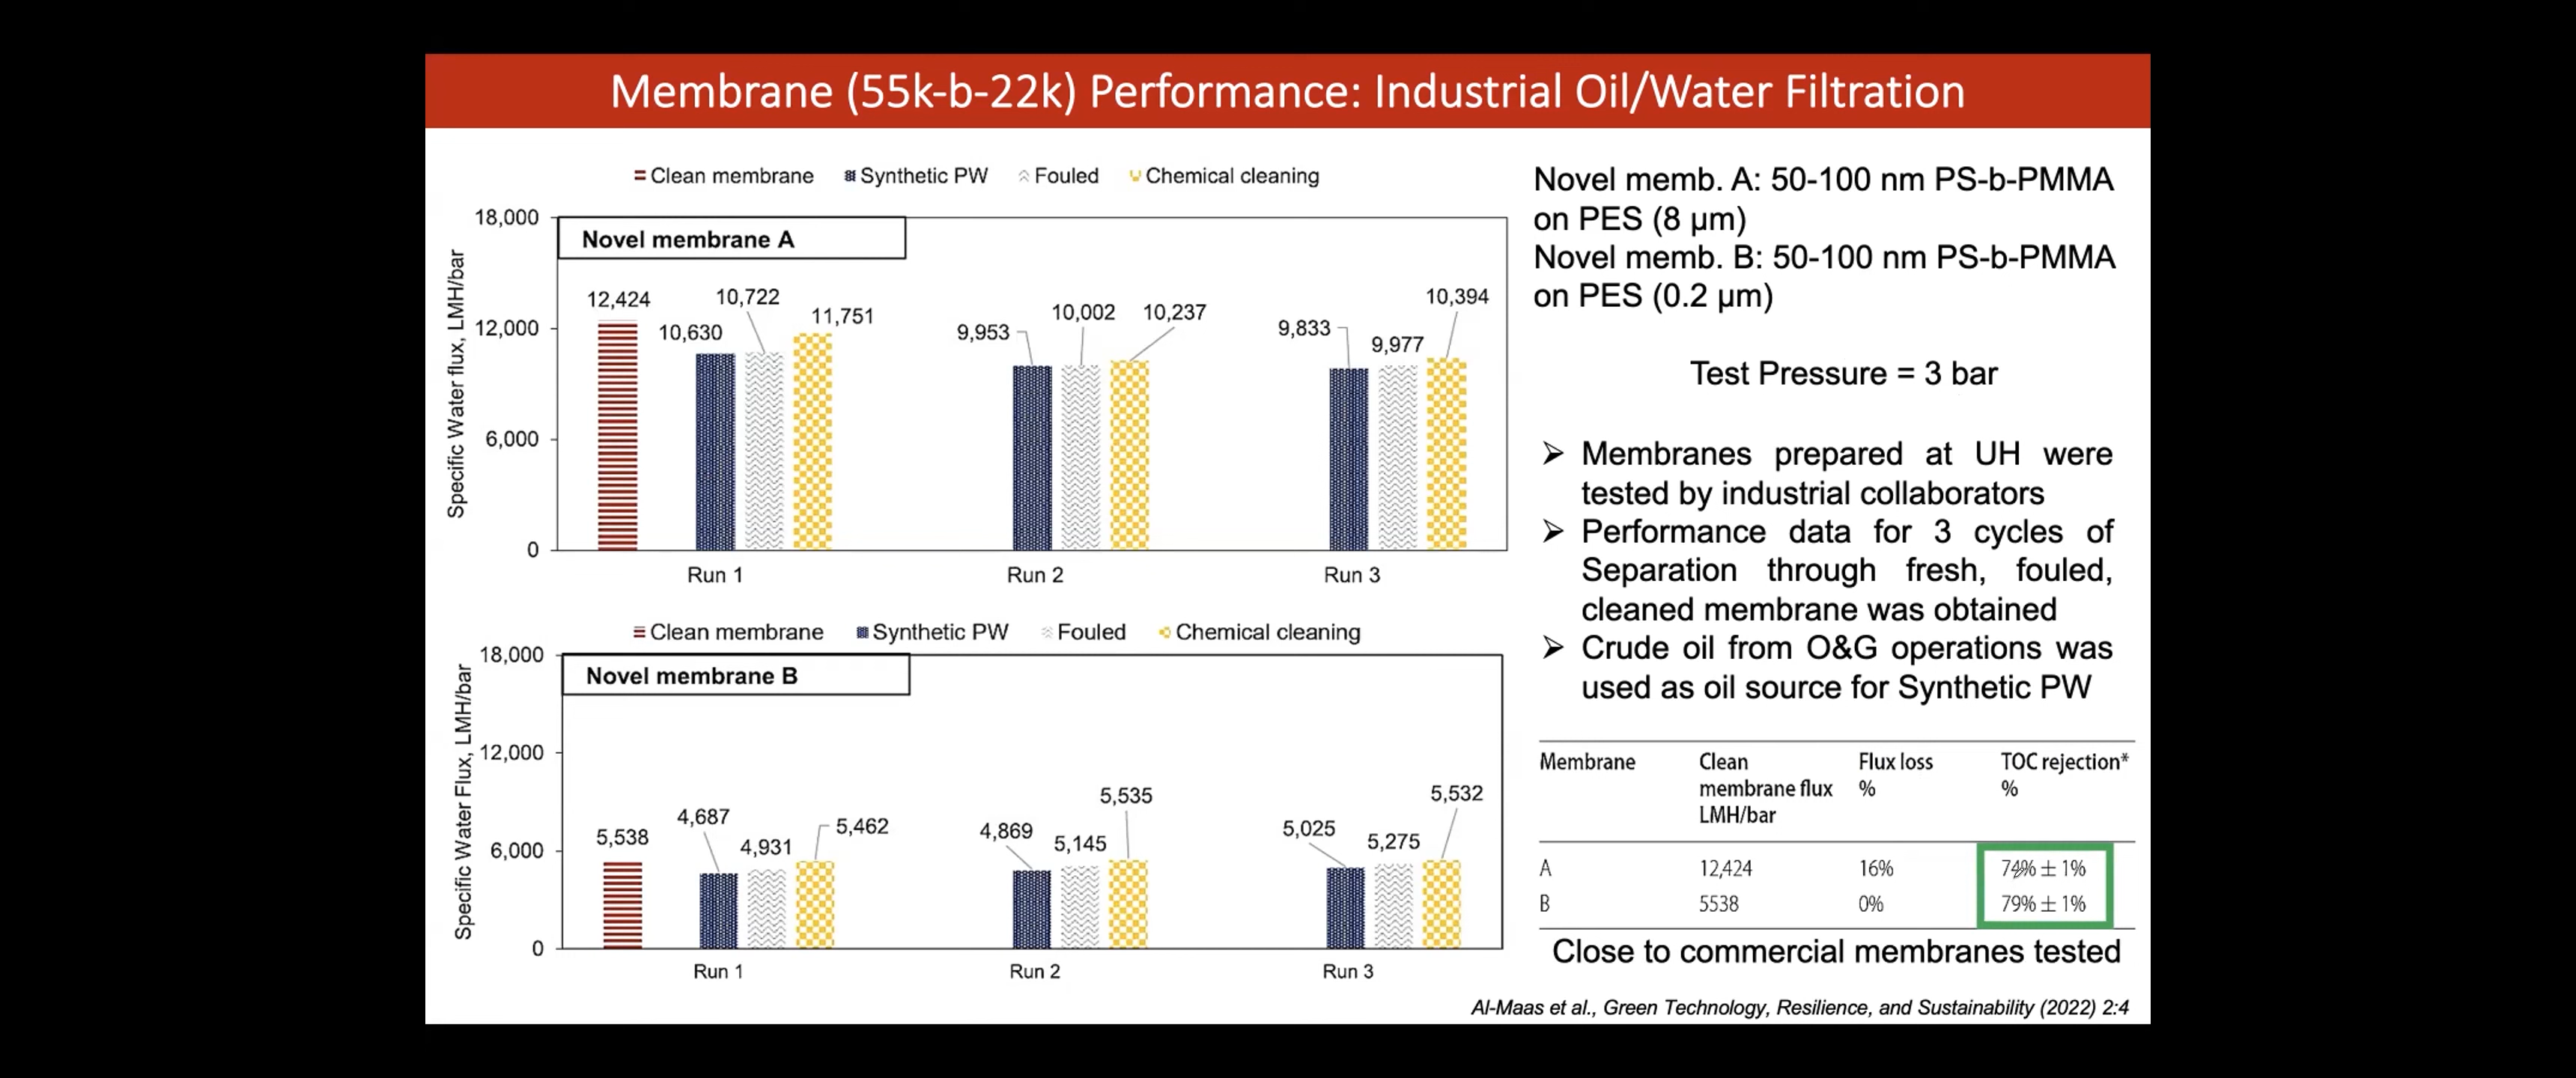 Membrane (55k-b-22k) Performance: Industrial Oil/Water Filtration
Clean membrane Synthetic PW Fouled Chemical cleaning
Specific Water flux, LMH/bar
18,000
12,000
6,000
0
Novel membrane A
12,424
10,630
10,722
11,751
9,953
10,002
10,237
9,833
9,977
10,394
Run 1 Run 2 Run 3
Clean membrane Synthetic PW Fouled Chemical cleaning
Specific Water Flux, LMH/bar
18,000
12,000
6,000
0
Novel membrane B
5,538
4,687
4,931
5,462
4,869
5,145
5,535
5,025
5,275
5,532
Run 1 Run 2 Run 3
Novel memb. A: 50-100 nm PS-b-PMMA
on PES (8 µm)
Novel memb. B: 50-100 nm PS-b-PMMA
on PES (0.2 µm)
Test Pressure = 3 bar
➢ Membranes prepared at UH were
tested by industrial collaborators
➢ Performance data for 3 cycles of
Separation through fresh, fouled,
cleaned membrane was obtained
➢ Crude oil from O&G operations was
used as oil source for Synthetic PW
Membrane Clean Flux loss TOC rejection*
membrane flux % %
LMH/bar
A 12,424 16% 74% ± 1%
B 5538 0% 79% ± 1%
Close to commercial membranes tested
Al-Maas et al., Green Technology, Resilience, and Sustainability (2022) 2:4